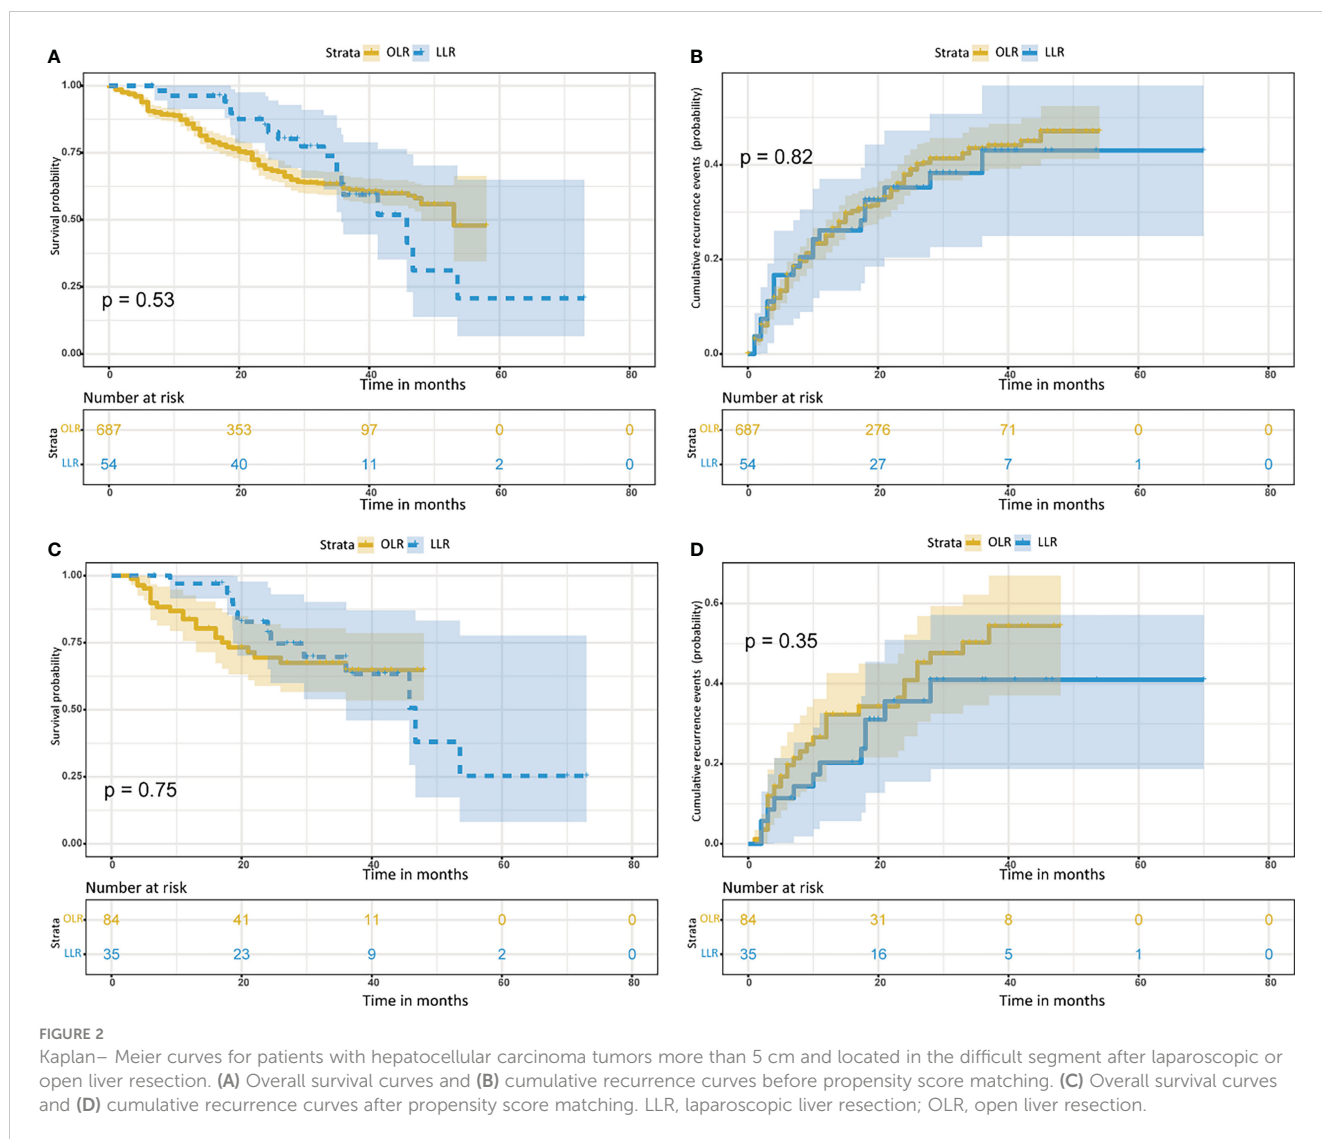 A
Strata OLR LLR
Survival probability
1.00
0.75
0.50
0.25
0.00
p = 0.53
0 20 40 60 80
Time in months
Number at risk
Strata
OLR 687 353 97 0 0
LLR 54 40 11 2 0
0 20 40 60 80
Time in months
B
Strata OLR LLR
Cumulative recurrence events (probability)
0.4
0.2
0.0
p = 0.82
0 20 40 60 80
Time in months
Number at risk
Strata
OLR 687 276 71 0 0
LLR 54 27 7 1 0
0 20 40 60 80
Time in months
C
Strata OLR LLR
Survival probability
1.00
0.75
0.50
0.25
0.00
p = 0.75
0 20 40 60 80
Time in months
Number at risk
Strata
OLR 84 41 11 0 0
LLR 35 23 9 2 0
0 20 40 60 80
Time in months
D
Strata OLR LLR
Cumulative recurrence events (probability)
0.6
0.4
0.2
0.0
p = 0.35
0 20 40 60 80
Time in months
Number at risk
Strata
OLR 84 31 8 0 0
LLR 35 16 5 1 0
0 20 40 60 80
Time in months
FIGURE 2
Kaplan– Meier curves for patients with hepatocellular carcinoma tumors more than 5 cm and located in the difficult segment after laparoscopic or
open liver resection. (A) Overall survival curves and (B) cumulative recurrence curves before propensity score matching. (C) Overall survival curves
and (D) cumulative recurrence curves after propensity score matching. LLR, laparoscopic liver resection; OLR, open liver resection.